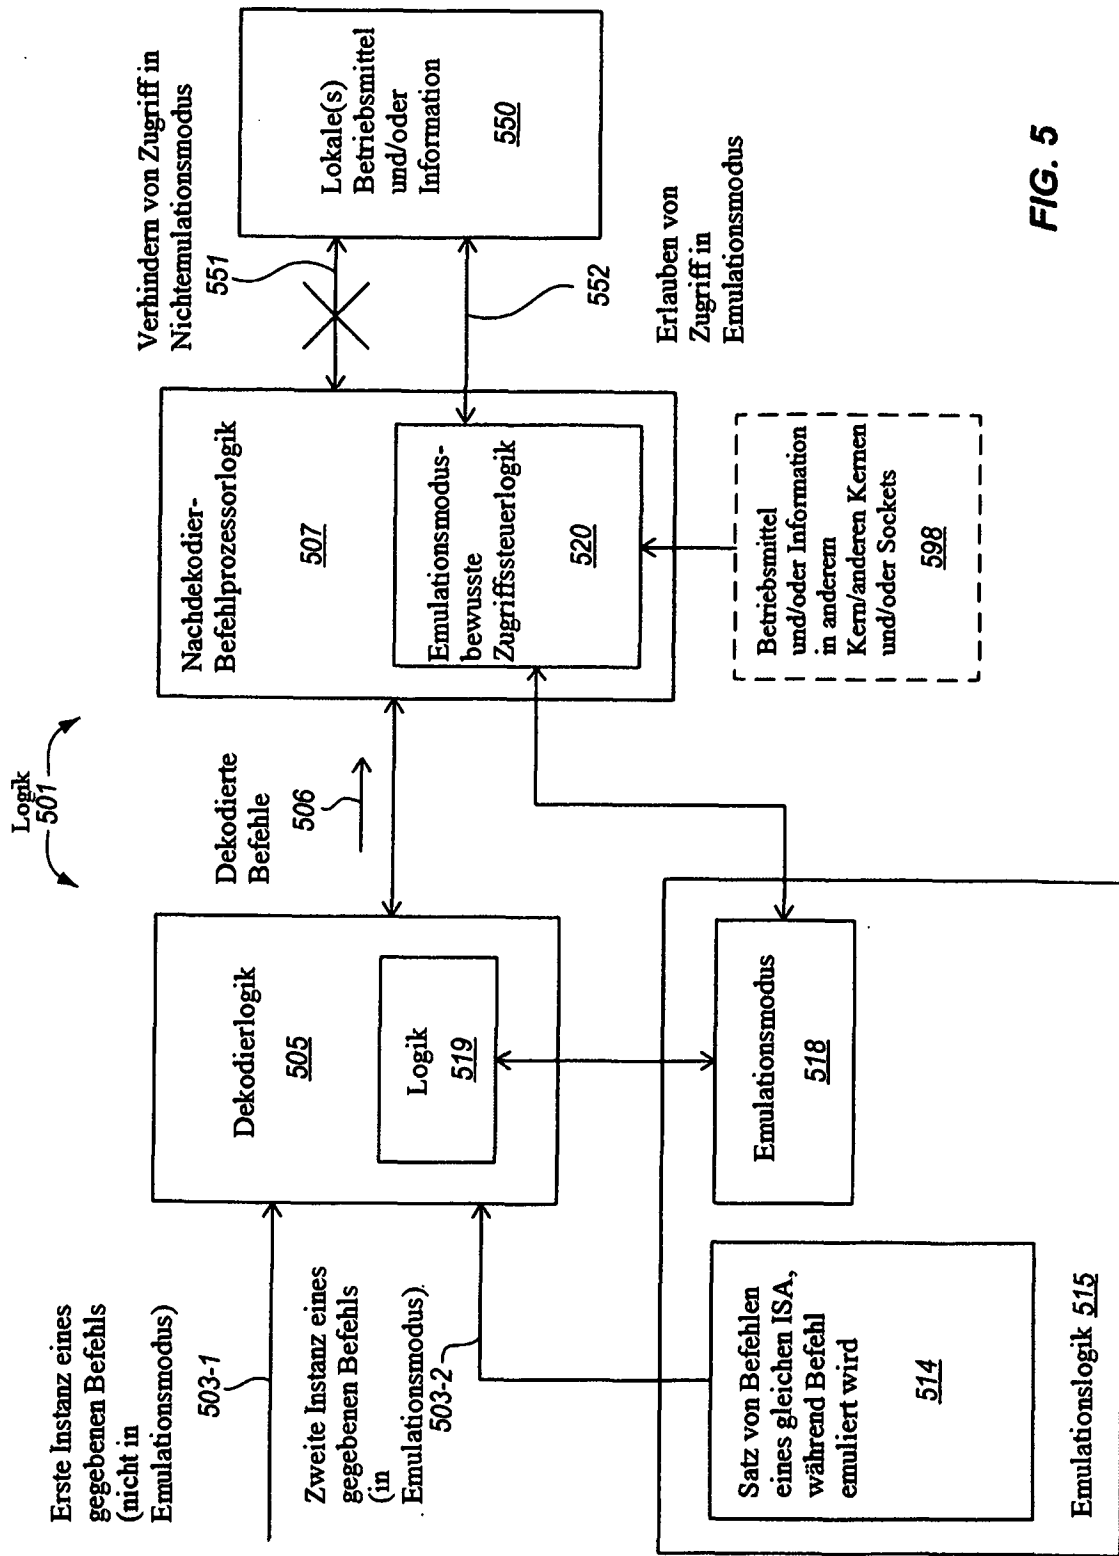 Logik
501
Erste Instanz eines
gegebenen Befehls
(nicht in
Emulationsmodus)
503-1
Zweite Instanz eines
gegebenen Befehls
(in
Emulationsmodus)
503-2
Dekodierlogik
505
Logik
519
Dekodierte
Befehle
506
Nachdekodier-
Befehlprozessorlogik
507
Emulationsmodus-
bewusste
Zugriffssteuerlogik
520
Verhindern von Zugriff in
Nichtemulationsmodus
551
Lokale(s)
Betriebsmittel
und/oder
Information
550
552
Erlauben von
Zugriff in
Emulationsmodus
Satz von Befehlen
eines gleichen ISA,
während Befehl
emuliert wird
514
Emulationsmodus
518
Emulationslogik 515
Betriebsmittel
und/oder Information
in anderem
Kern/anderen Kernen
und/oder Sockets
598
FIG. 5